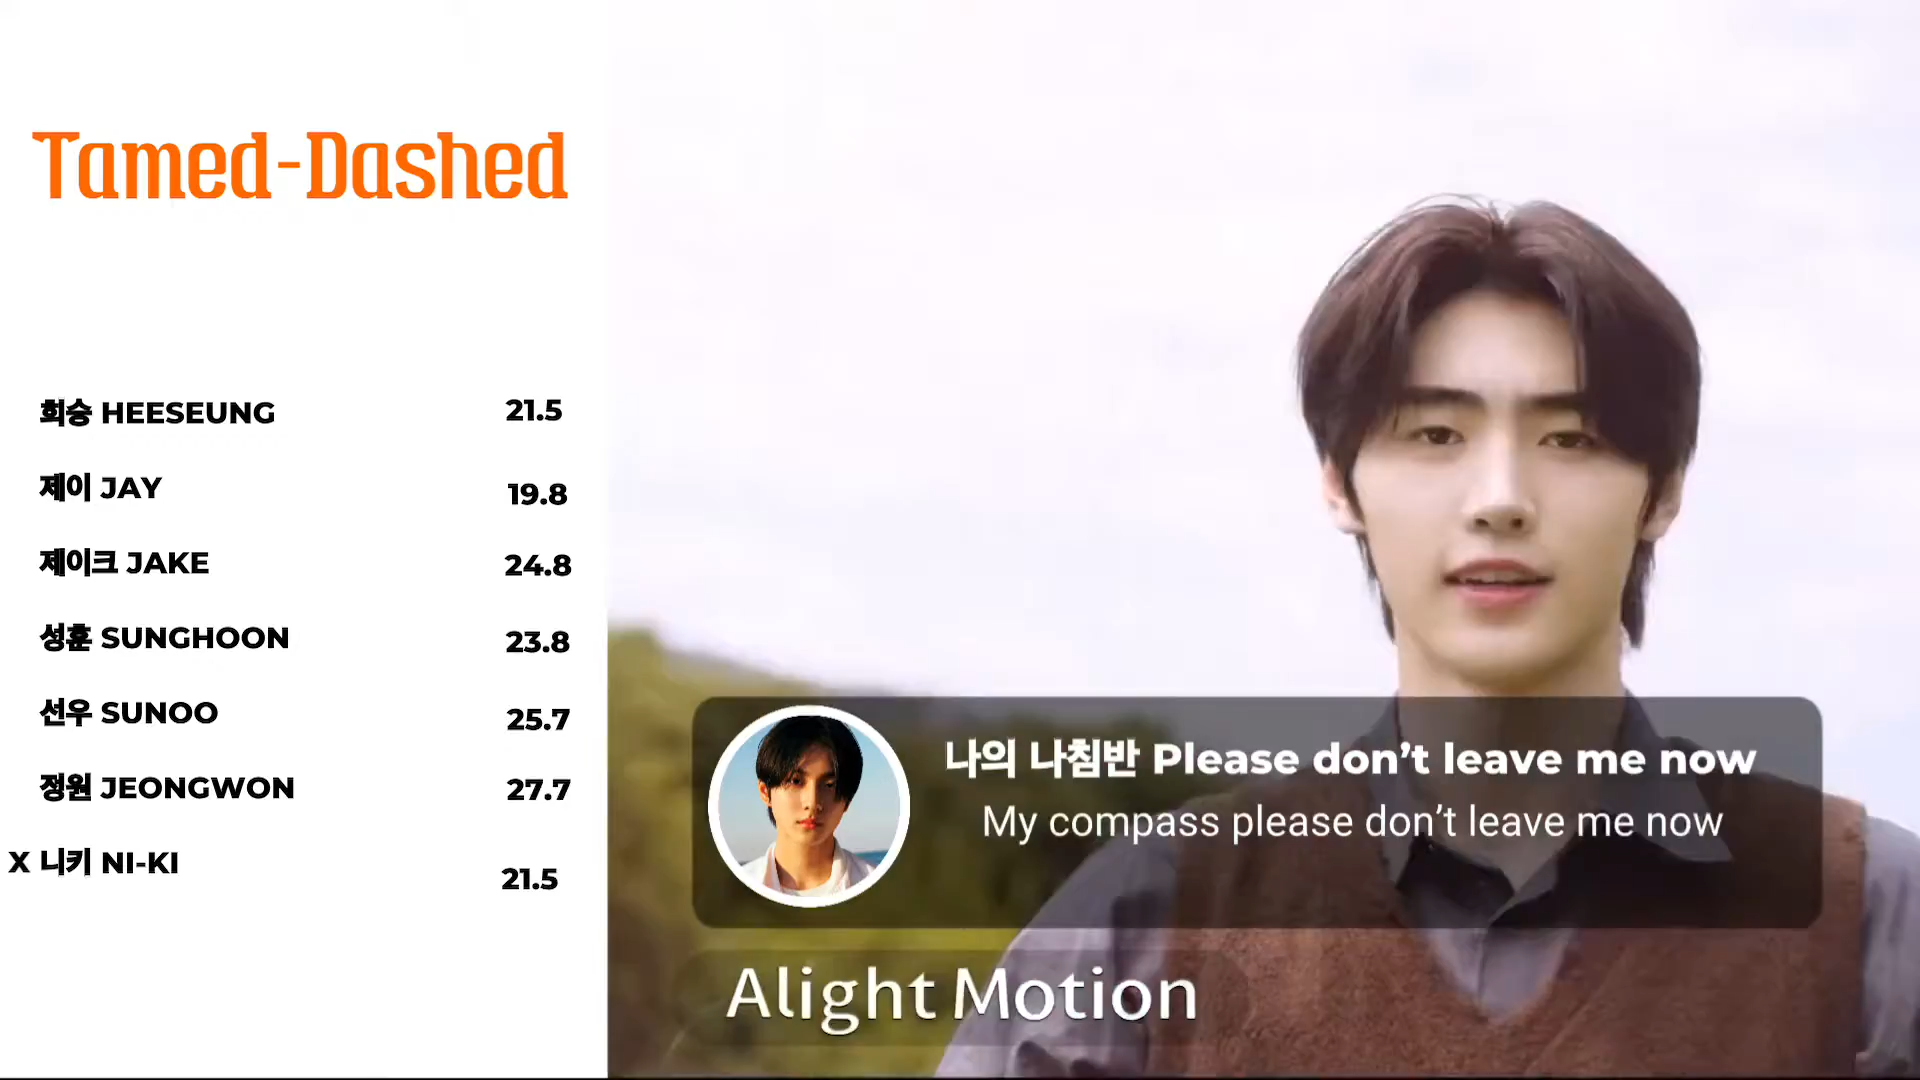 Tamed-Dashed
희승 HEESEUNG 21.5
제이 JAY 19.8
제이크 JAKE 24.8
성훈 SUNGHOON 23.8
선우 SUNOO 25.7
정원 JEONGWON 27.7
X 니키 NI-KI 21.5
나의 나침반 Please don’t leave me now
My compass please don’t leave me now
Alight Motion